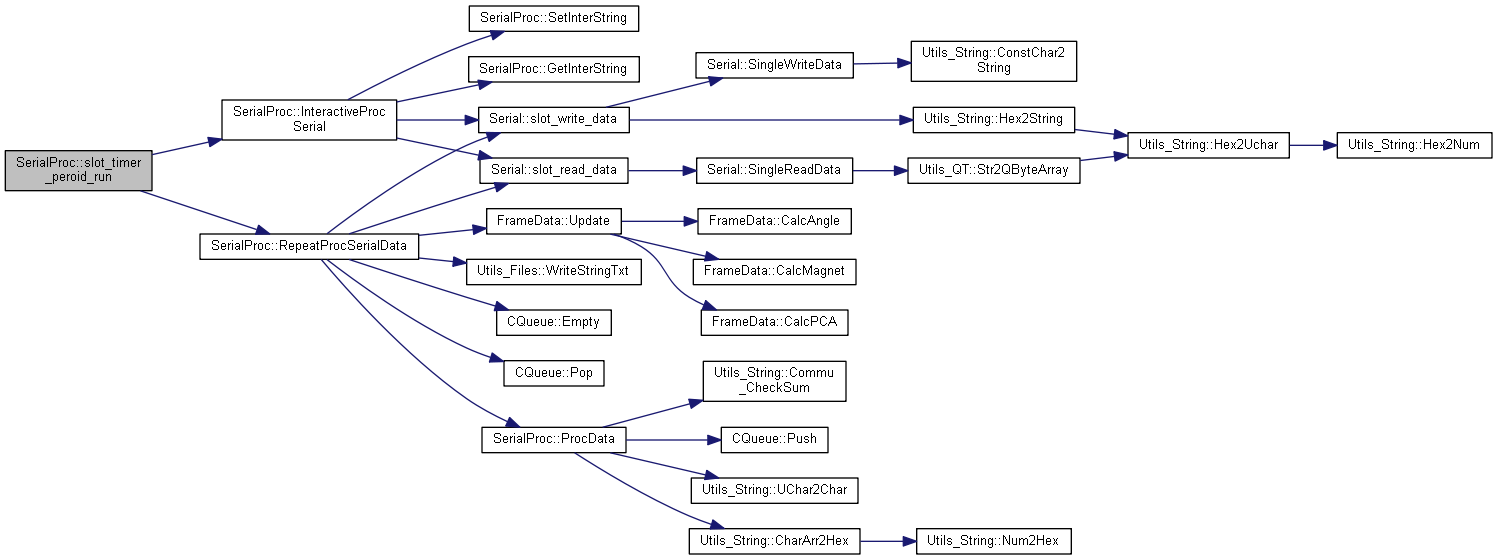 SerialProc::slot_timer
_peroid_run
SerialProc::InteractiveProc
Serial
SerialProc::RepeatProcSerialData
SerialProc::SetInterString
SerialProc::GetInterString
Serial::slot_write_data
Serial::slot_read_data
FrameData::Update
Utils_Files::WriteStringTxt
CQueue::Empty
CQueue::Pop
SerialProc::ProcData
Serial::SingleWriteData
Serial::SingleReadData
FrameData::CalcAngle
FrameData::CalcMagnet
FrameData::CalcPCA
Utils_String::Commu
_CheckSum
CQueue::Push
Utils_String::UChar2Char
Utils_String::CharArr2Hex
Utils_String::ConstChar2
String
Utils_String::Hex2String
Utils_QT::Str2QByteArray
Utils_String::Num2Hex
Utils_String::Hex2Uchar
Utils_String::Hex2Num